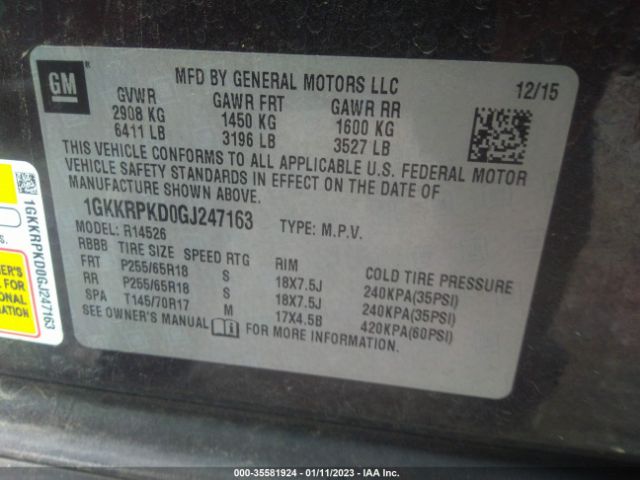 GM
MFD BY GENERAL MOTORS LLC
12/15
GVWR GAWR FRT GAWR RR
2908 KG 1450 KG 1600 KG
6411 LB 3196 LB 3527 LB
THIS VEHICLE CONFORMS TO ALL APPLICABLE U.S. FEDERAL MOTOR
VEHICLE SAFETY STANDARDS IN EFFECT ON THE DATE OF
MANUFACTURE SHOWN ABOVE.
1GKKRPKD0GJ247163 TYPE: M.P.V.
MODEL: R14526
RBBB TIRE SIZE SPEED RTG RIM COLD TIRE PRESSURE
FRT P255/65R18 S 18X7.5J 240KPA(35PSI)
RR P255/65R18 S 18X7.5J 240KPA(35PSI)
SPA T145/70R17 M 17X4.5B 420KPA(60PSI)
SEE OWNER'S MANUAL FOR MORE INFORMATION.
1GKKRPKD0GJ247163
000-35581924 - 01/11/2023 - IAA Inc.